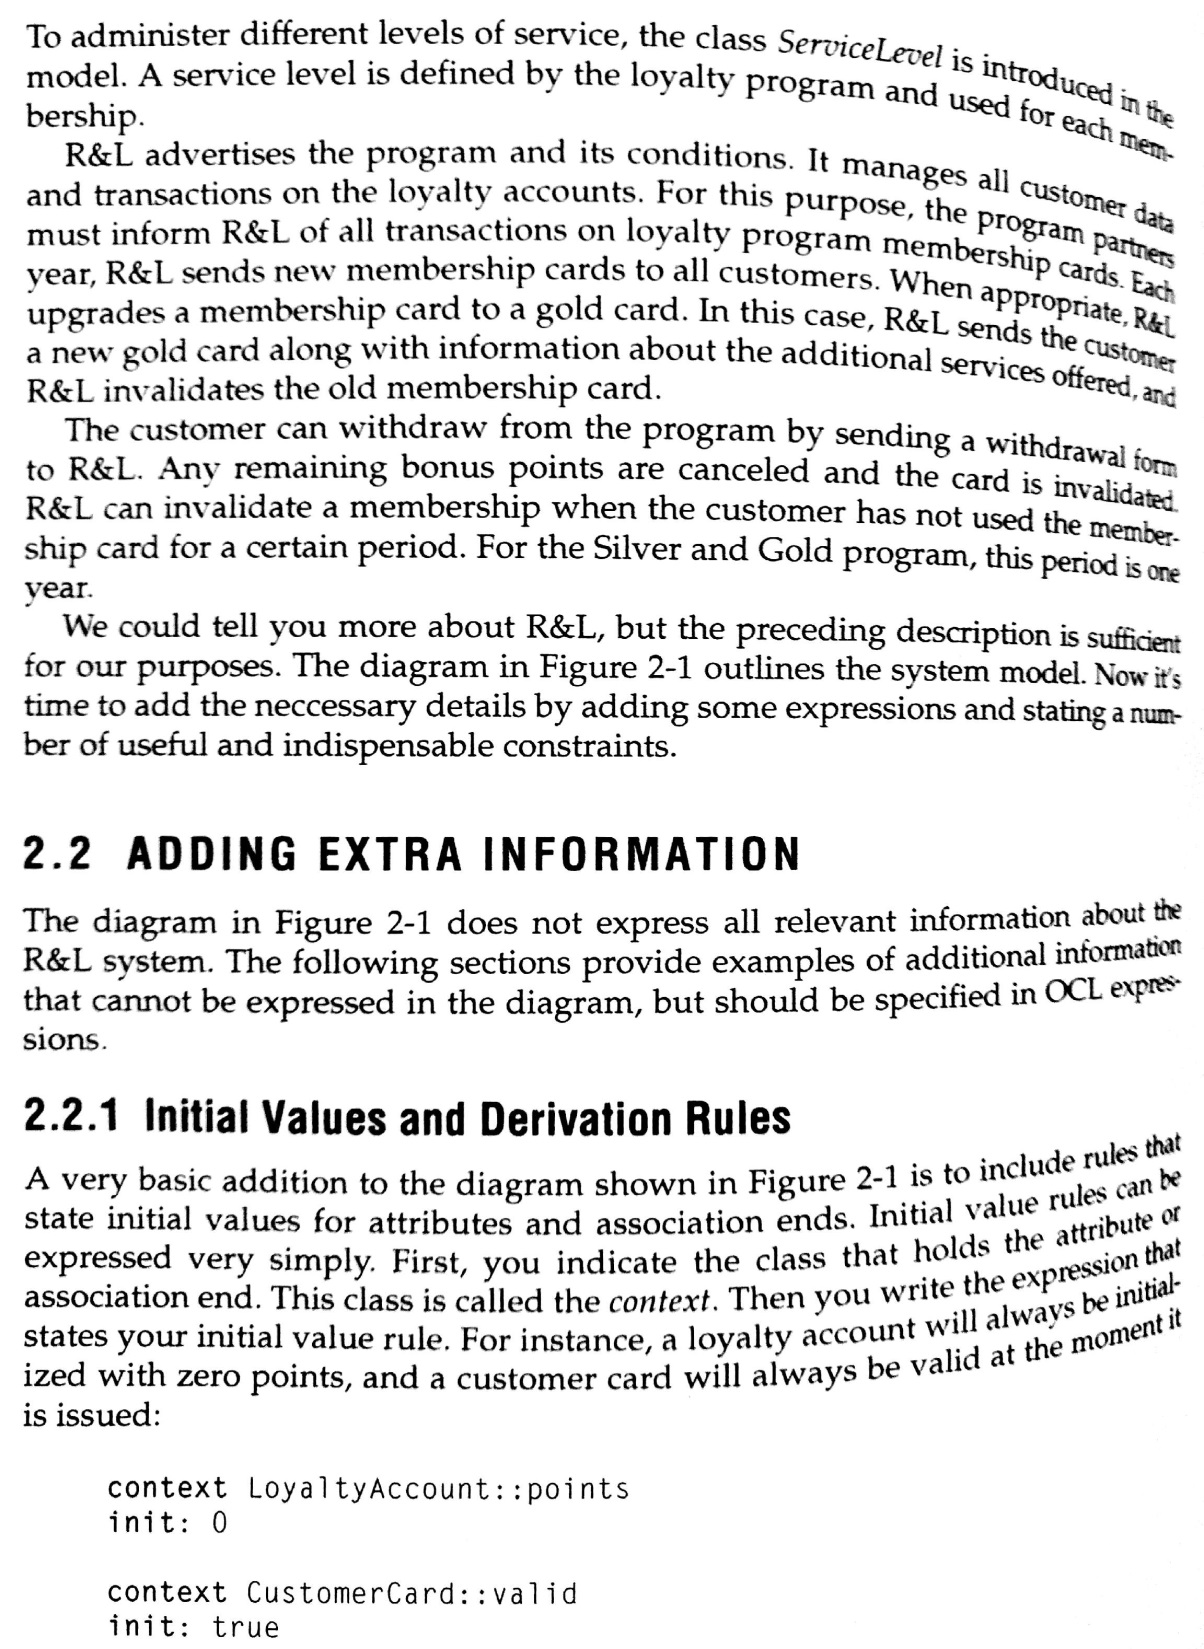 To administer different levels of service, the class ServiceLevel is introduced in the
model. A service level is defined by the loyalty program and used for each mem-
bership.
R&L advertises the program and its conditions. It manages all customer data
and transactions on the loyalty accounts. For this purpose, the program partners
must inform R&L of all transactions on loyalty program membership cards. Each
year, R&L sends new membership cards to all customers. When appropriate, R&L
upgrades a membership card to a gold card. In this case, R&L sends the customer
a new gold card along with information about the additional services offered, and
R&L invalidates the old membership card.
The customer can withdraw from the program by sending a withdrawal form
to R&L. Any remaining bonus points are canceled and the card is invalidated.
R&L can invalidate a membership when the customer has not used the member-
ship card for a certain period. For the Silver and Gold program, this period is one
year.
We could tell you more about R&L, but the preceding description is sufficient
for our purposes. The diagram in Figure 2-1 outlines the system model. Now it's
time to add the neccessary details by adding some expressions and stating a num-
ber of useful and indispensable constraints.
2.2 ADDING EXTRA INFORMATION
The diagram in Figure 2-1 does not express all relevant information about the
R&L system. The following sections provide examples of additional information
that cannot be expressed in the diagram, but should be specified in OCL expres-
sions.
2.2.1 Initial Values and Derivation Rules
A very basic addition to the diagram shown in Figure 2-1 is to include rules that
state initial values for attributes and association ends. Initial value rules can be
expressed very simply. First, you indicate the class that holds the attribute or
association end. This class is called the context. Then you write the expression that
states your initial value rule. For instance, a loyalty account will always be initial-
ized with zero points, and a customer card will always be valid at the moment it
is issued:
context LoyaltyAccount::points
init: 0
context CustomerCard::valid
init: true